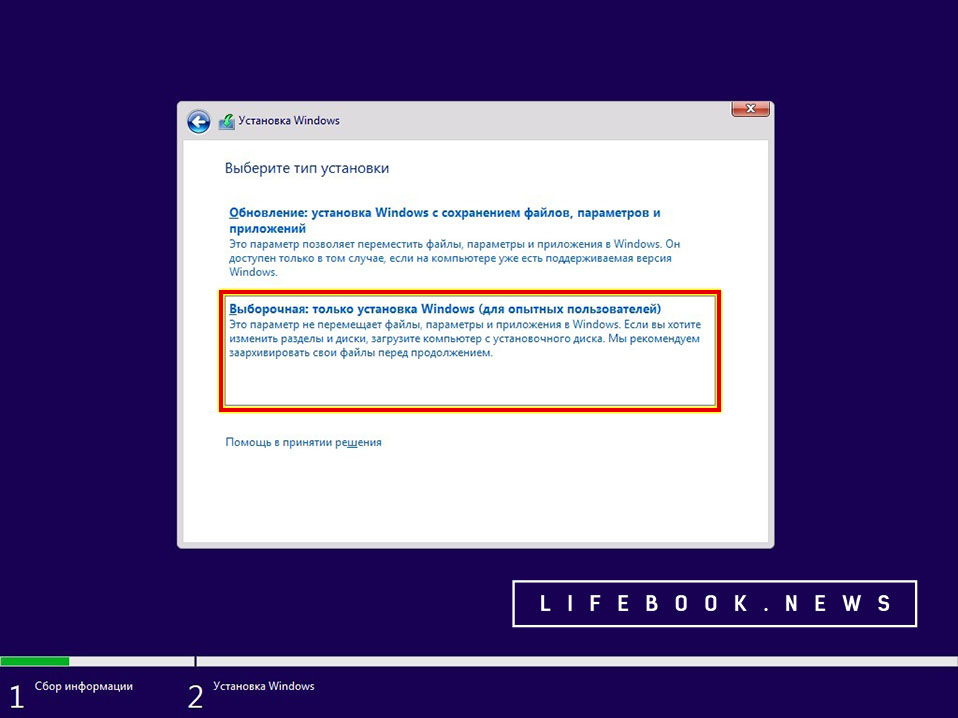 Установка Windows
Выберите тип установки
Обновление: установка Windows с сохранением файлов, параметров и
приложений
Это параметр позволяет переместить файлы, параметры и приложения в Windows. Он
доступен только в том случае, если на компьютере уже есть поддерживаемая версия
Windows.
Выборочная: только установка Windows (для опытных пользователей)
Это параметр не перемещает файлы, параметры и приложения в Windows. Если вы хотите
изменить разделы и диски, загрузите компьютер с установочного диска. Мы рекомендуем
заархивировать свои файлы перед продолжением.
Помощь в принятии решения
LIFEBOOK.NEWS
1 Сбор информации
2 Установка Windows